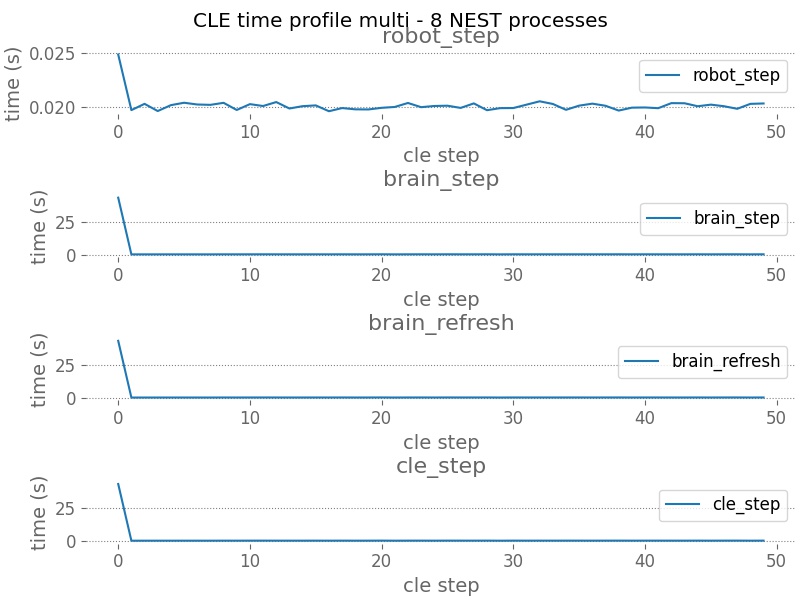 CLE time profile multi - 8 NEST processes
robot_step
time (s)
0.025
0.020
robot_step
0 10 20 30 40 50
cle step
brain_step
time (s)
25
0
brain_step
0 10 20 30 40 50
cle step
brain_refresh
time (s)
25
0
brain_refresh
0 10 20 30 40 50
cle step
cle_step
time (s)
25
0
cle_step
0 10 20 30 40 50
cle step